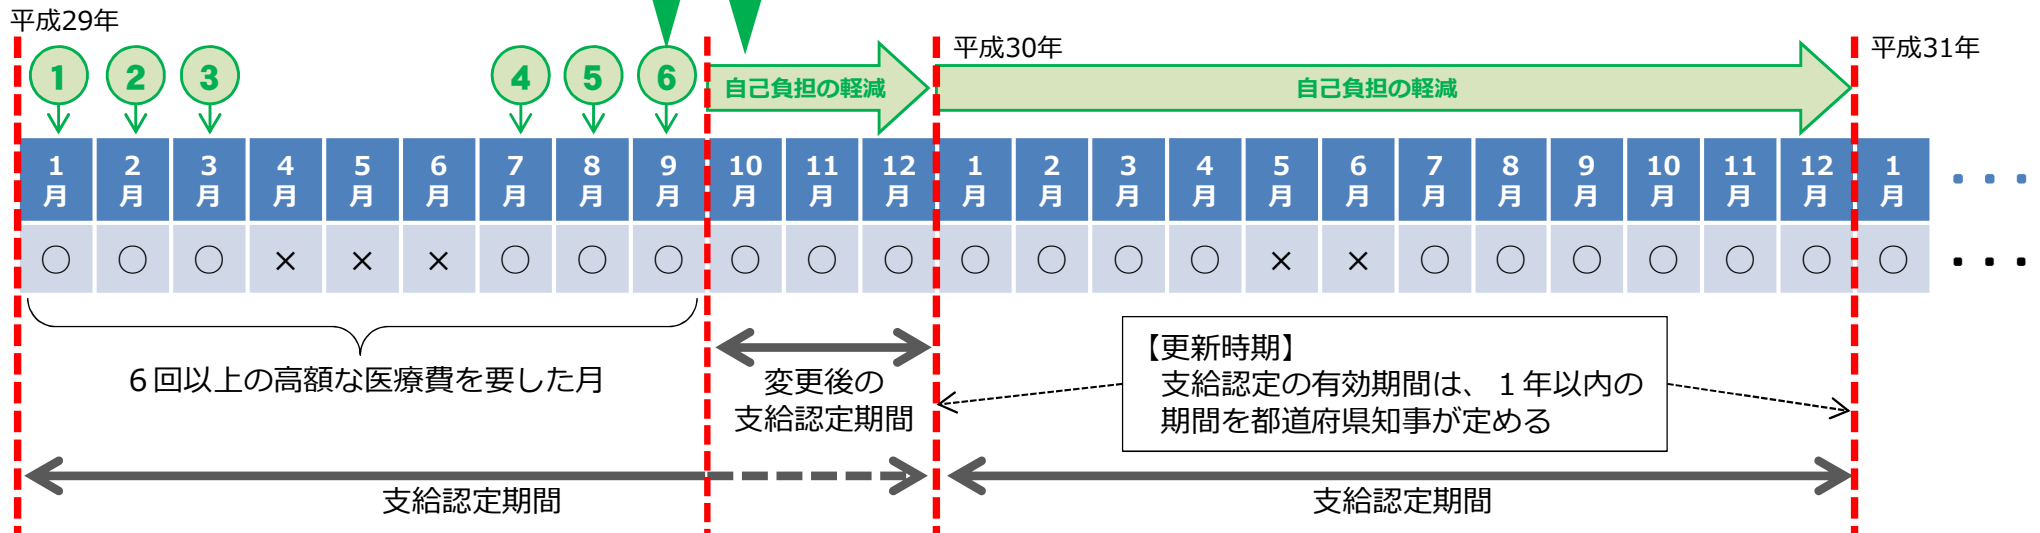 平成29年
平成30年
平成31年
1 2 3 4 5 6
自己負担の軽減
自己負担の軽減
1月 2月 3月 4月 5月 6月 7月 8月 9月 10月 11月 12月 1月 2月 3月 4月 5月 6月 7月 8月 9月 10月 11月 12月 1月 ・・・
○ ○ ○ × × × ○ ○ ○ ○ ○ ○ ○ ○ ○ ○ × × ○ ○ ○ ○ ○ ○ ○ ・・・
６回以上の高額な医療費を要した月
変更後の
支給認定期間
【更新時期】
支給認定の有効期間は、１年以内の
期間を都道府県知事が定める
支給認定期間
支給認定期間